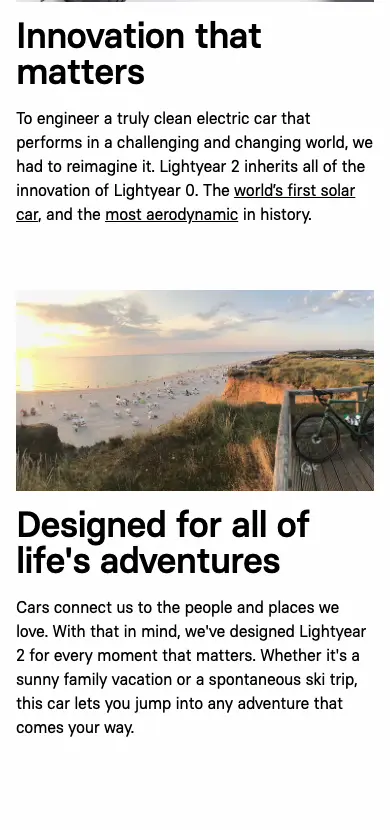 Innovation that
matters
To engineer a truly clean electric car that
performs in a challenging and changing world, we
had to reimagine it. Lightyear 2 inherits all of the
innovation of Lightyear 0. The world’s first solar
car, and the most aerodynamic in history.
Designed for all of
life's adventures
Cars connect us to the people and places we
love. With that in mind, we've designed Lightyear
2 for every moment that matters. Whether it's a
sunny family vacation or a spontaneous ski trip,
this car lets you jump into any adventure that
comes your way.